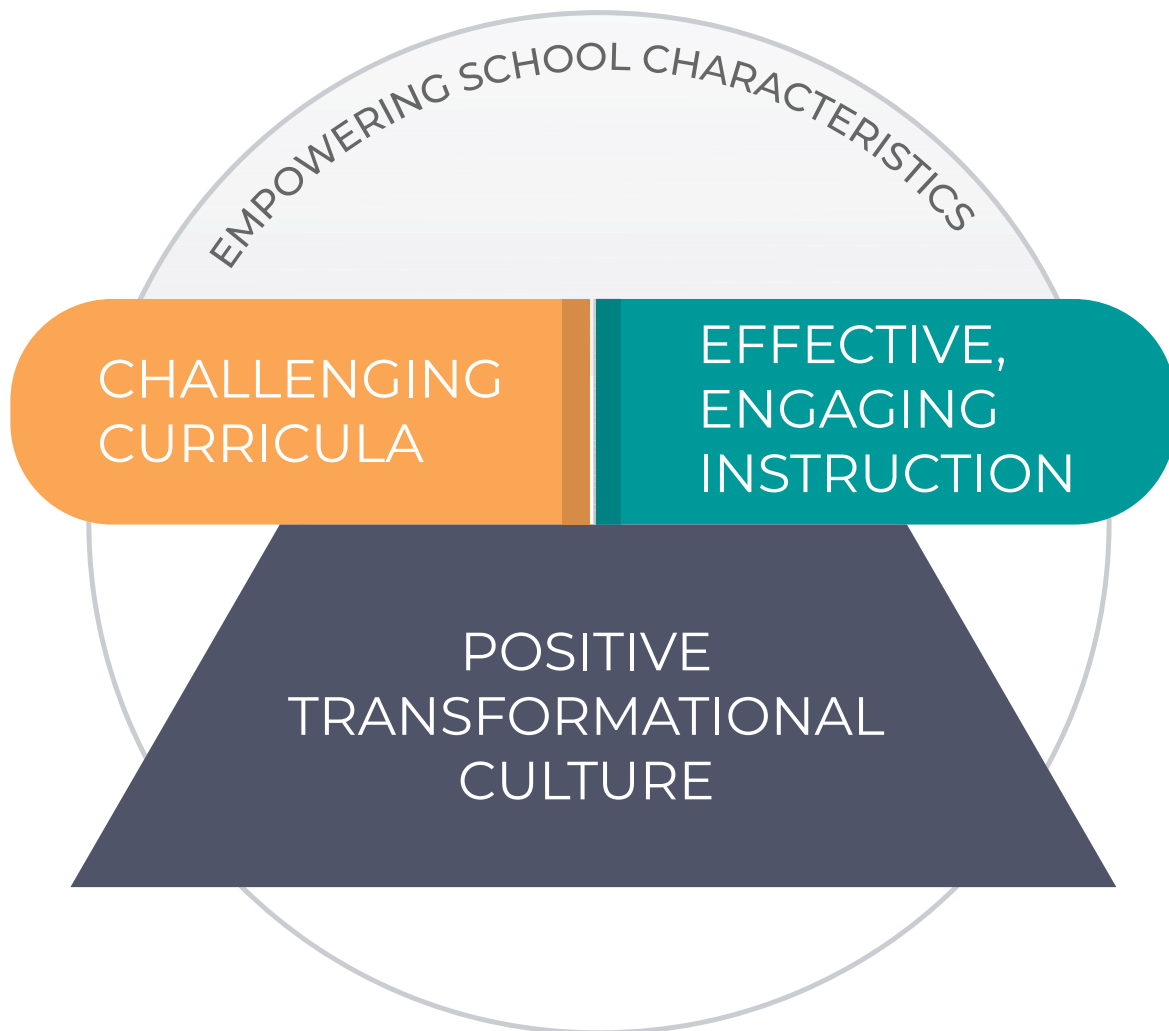 EMPOWERING SCHOOL CHARACTERISTICS
CHALLENGING
CURRICULA
EFFECTIVE,
ENGAGING
INSTRUCTION
POSITIVE
TRANSFORMATIONAL
CULTURE